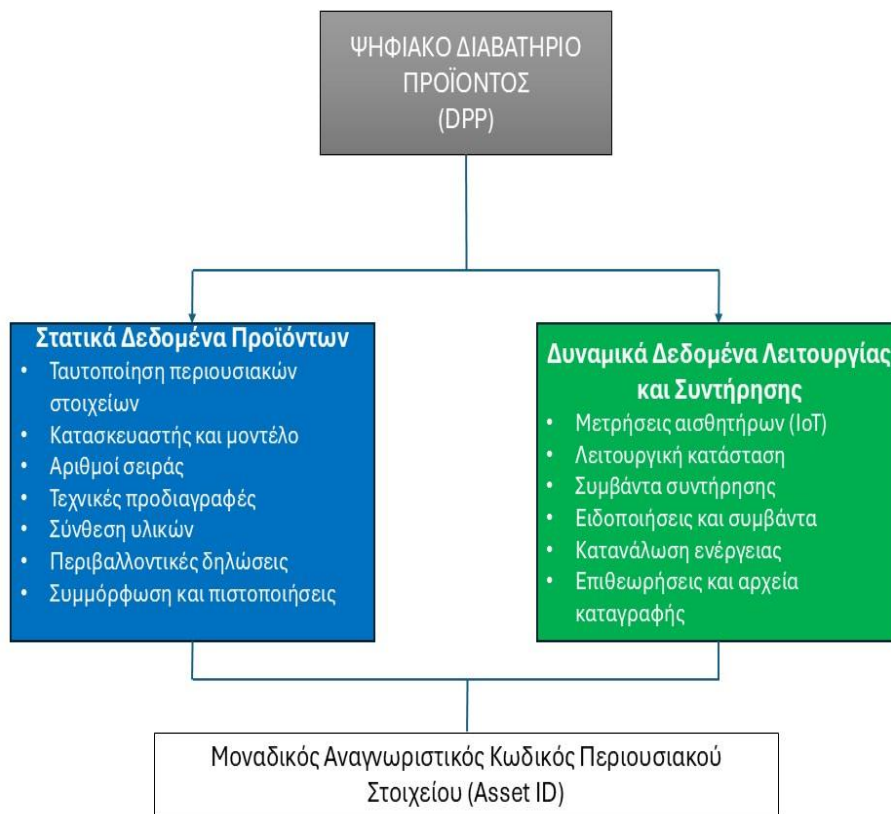 ΨΗΦΙΑΚΟ ΔΙΑΒΑΤΗΡΙΟ
ΠΡΟΪΟΝΤΟΣ
(DPP)
Στατικά Δεδομένα Προϊόντων
• Ταυτοποίηση περιουσιακών
στοιχείων
• Κατασκευαστής και μοντέλο
• Αριθμοί σειράς
• Τεχνικές προδιαγραφές
• Σύνθεση υλικών
• Περιβαλλοντικές δηλώσεις
• Συμμόρφωση και πιστοποιήσεις
Δυναμικά Δεδομένα Λειτουργίας
και Συντήρησης
• Μετρήσεις αισθητήρων (IoT)
• Λειτουργική κατάσταση
• Συμβάντα συντήρησης
• Ειδοποιήσεις και συμβάντα
• Κατανάλωση ενέργειας
• Επιθεωρήσεις και αρχεία
καταγραφής
Μοναδικός Αναγνωριστικός Κωδικός Περιουσιακού
Στοιχείου (Asset ID)